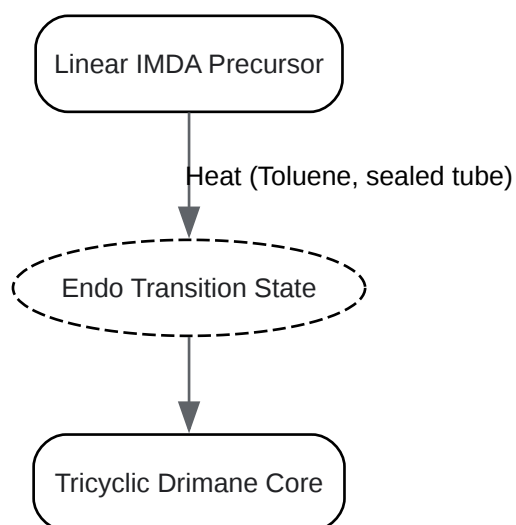 Linear IMDA Precursor
Heat (Toluene, sealed tube)
Endo Transition State
Tricyclic Drimane Core